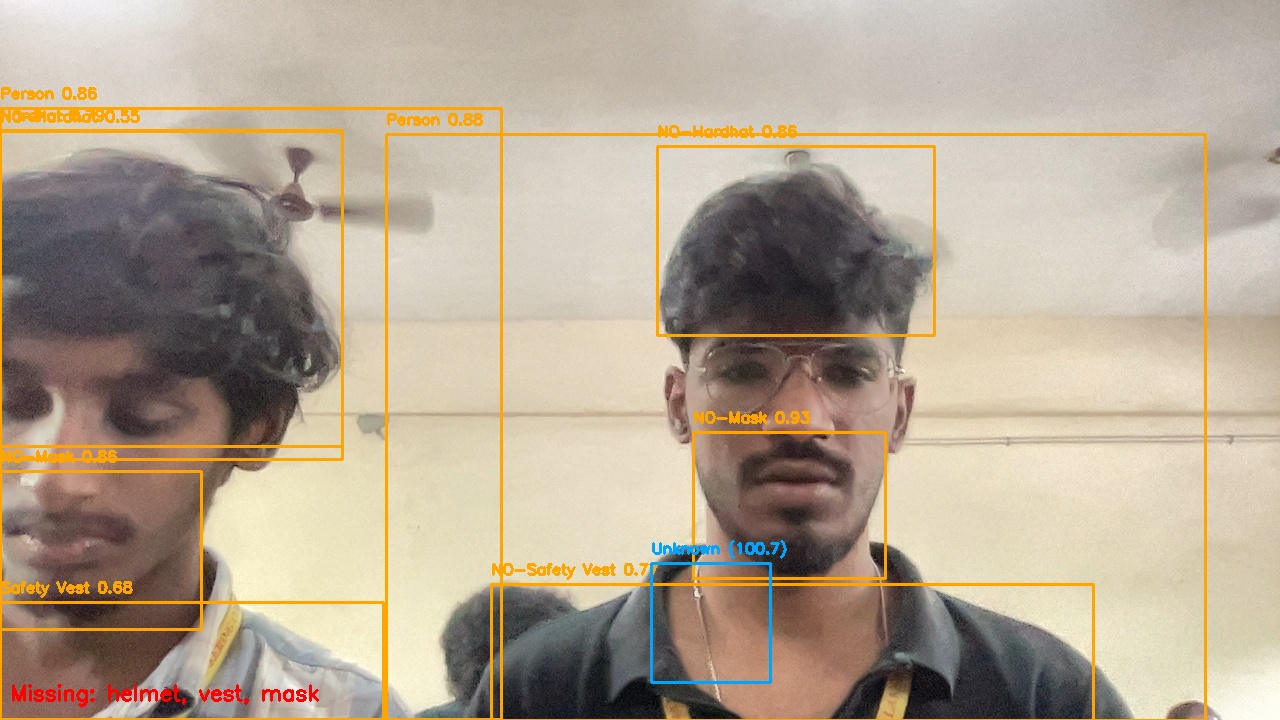 Person 0.86
Person 0.88
NO-Hardhat 0.86
NO-Mask 0.93
NO-Mask 0.86
Unknown (100.7)
NO-Safety Vest 0.7
Safety Vest 0.68
Missing: helmet, vest, mask